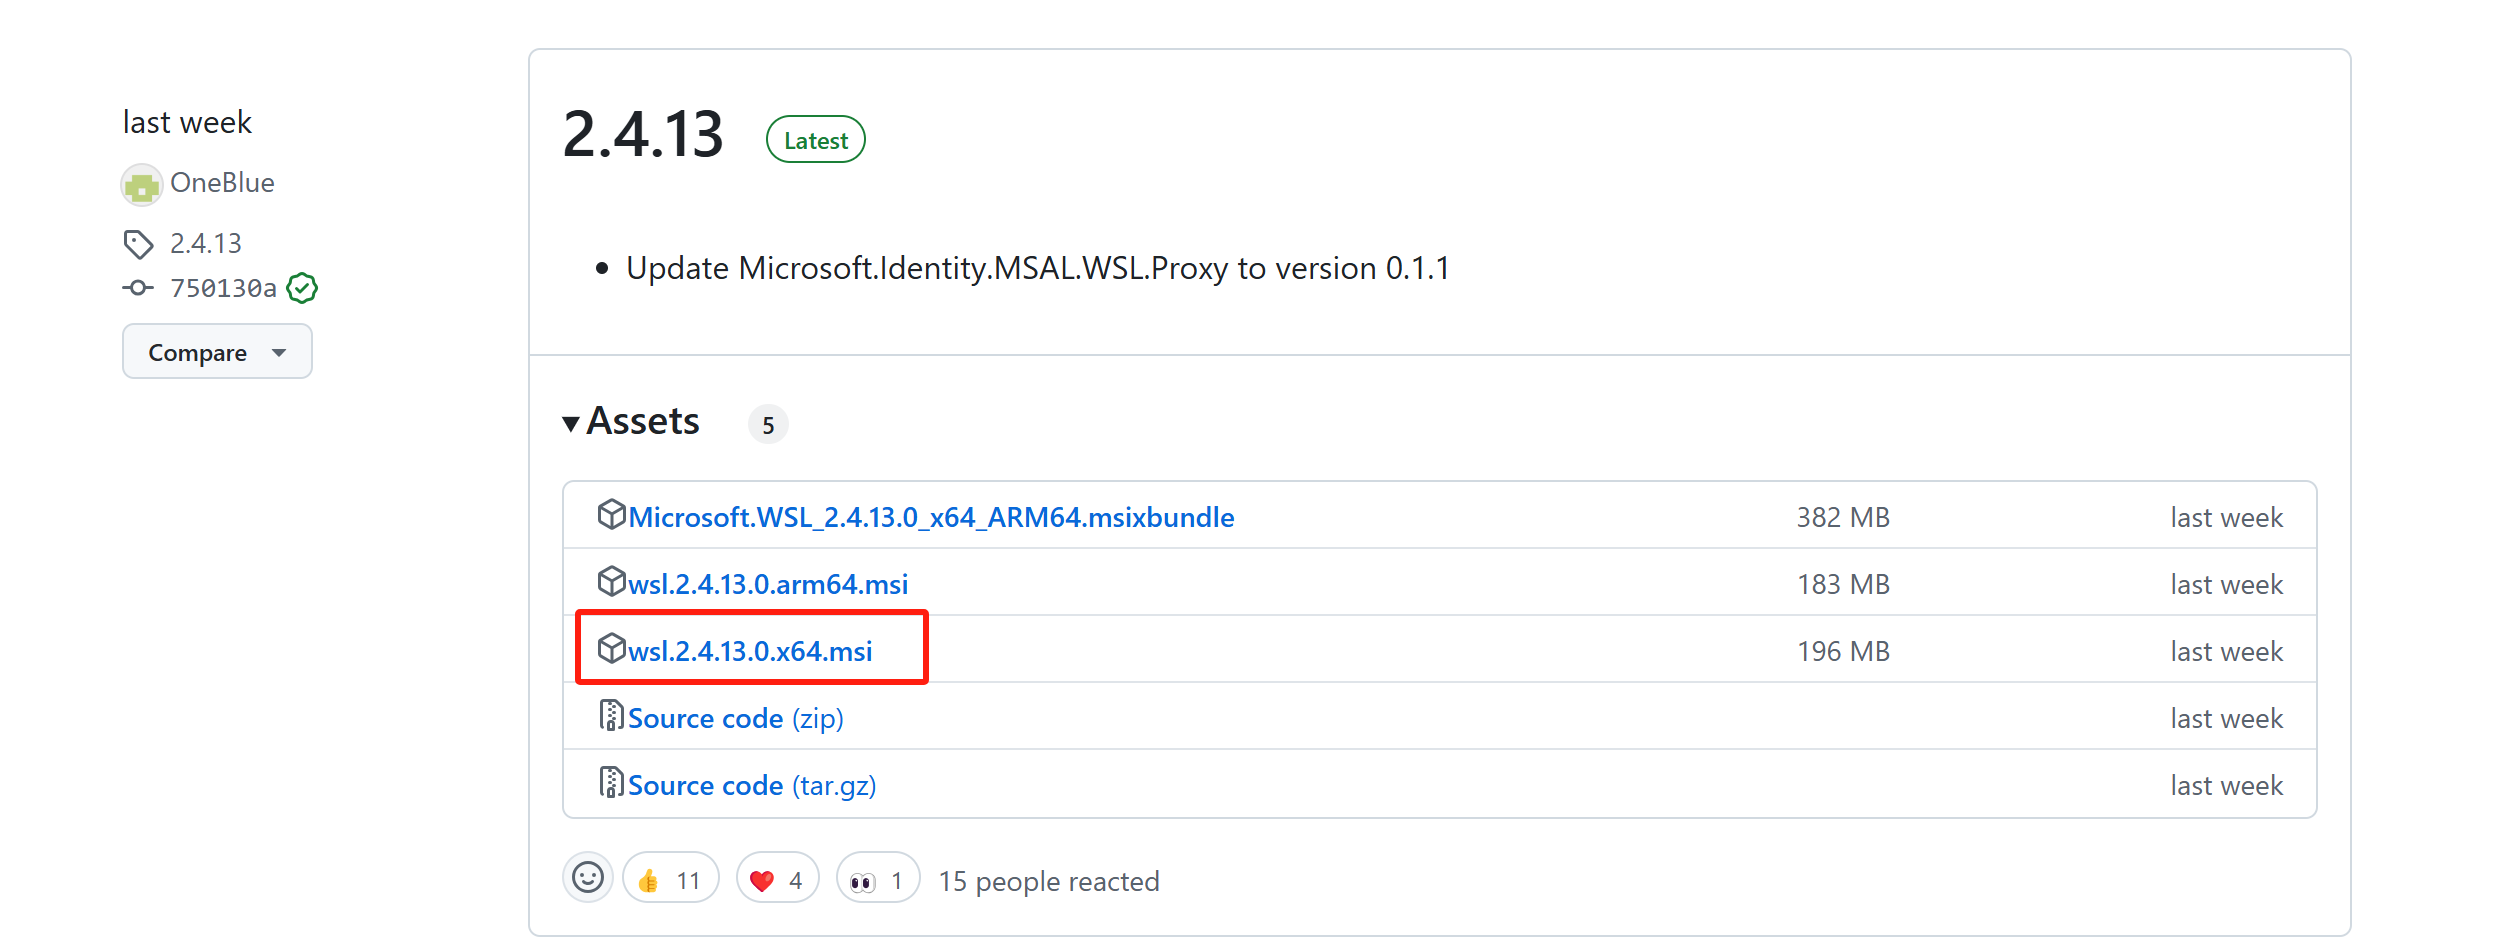 last week
OneBlue
2.4.13
750130a
Compare
2.4.13 Latest
Update Microsoft.Identity.MSAL.WSL.Proxy to version 0.1.1
Assets 5
Microsoft.WSL_2.4.13.0_x64_ARM64.msixbundle 382 MB last week
wsl.2.4.13.0.arm64.msi 183 MB last week
wsl.2.4.13.0.x64.msi 196 MB last week
Source code (zip) last week
Source code (tar.gz) last week
11 4 1 15 people reacted